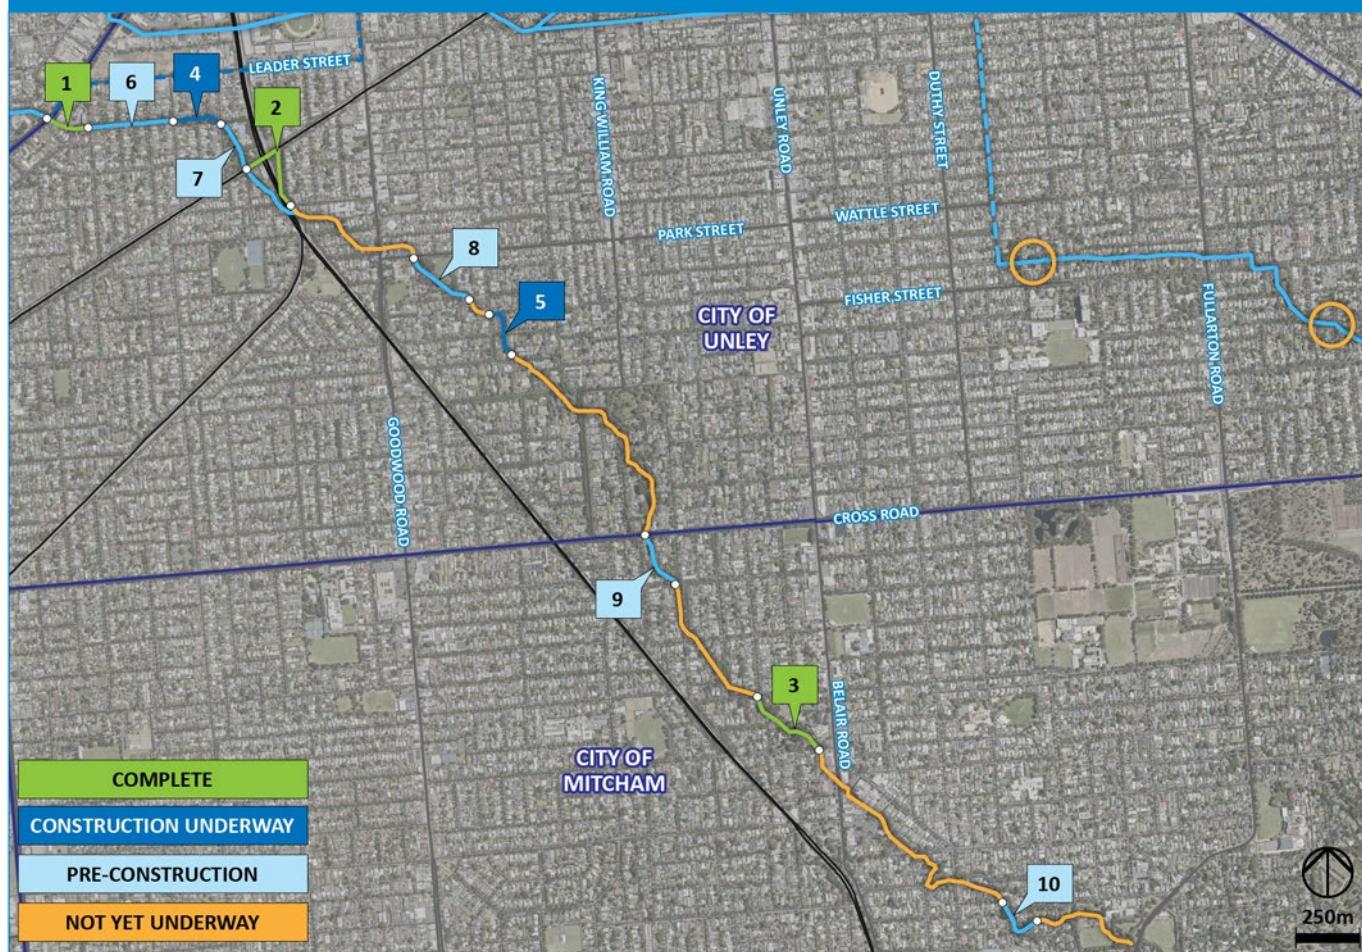 LEADER STREET
1
6
4
2
7
KING WILLIAM ROAD
UNLEY ROAD
DUTHY STREET
WATTLE STREET
PARK STREET
8
5
FISHER STREET
CITY OF
UNLEY
FULLARTON ROAD
GOODWOOD ROAD
CROSS ROAD
9
3
BELAIR ROAD
CITY OF
MITCHAM
10
COMPLETE
CONSTRUCTION UNDERWAY
PRE-CONSTRUCTION
NOT YET UNDERWAY
250m